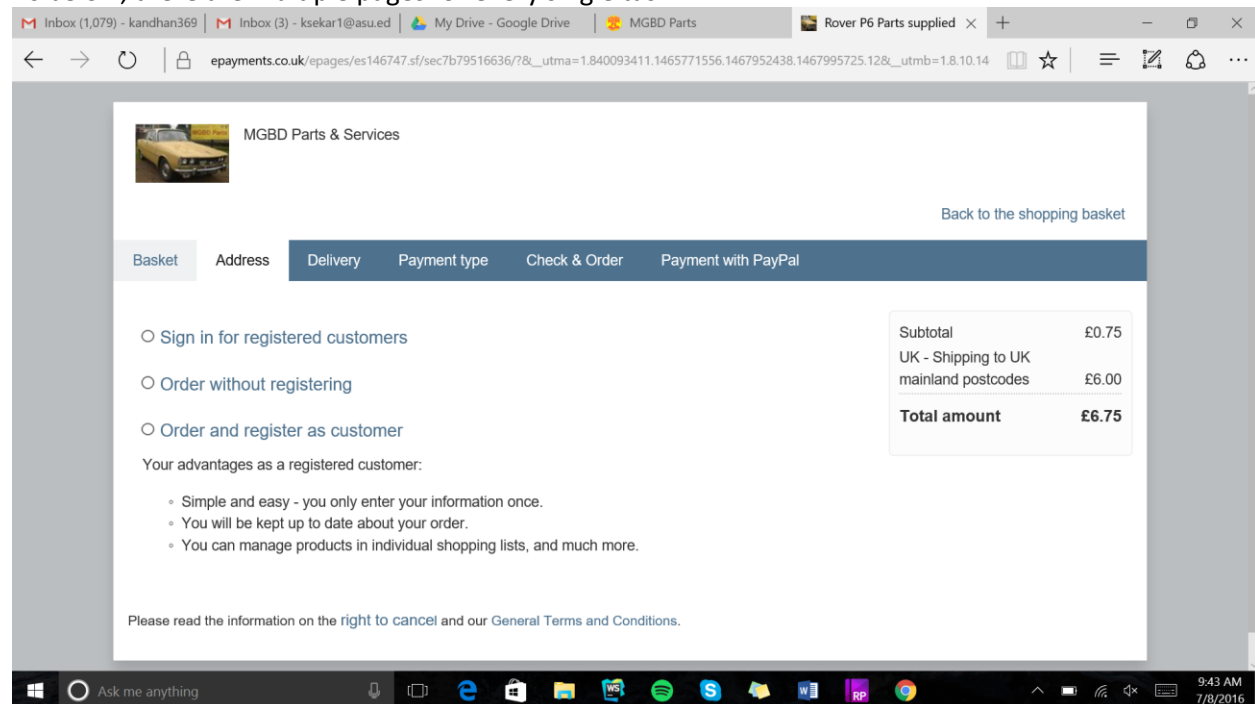 M Inbox (1,079) - kandhan369 M Inbox (3) - ksekar1@asu.ed My Drive - Google Drive MGBD Parts Rover P6 Parts supplied × +
epayments.co.uk/epages/es146747.sf/sec7b79516636/?&__utma=1.840093411.1465771556.1467952438.1467995725.12&__utmb=1.8.10.14
MGBD Parts & Services
Back to the shopping basket
Basket Address Delivery Payment type Check & Order Payment with PayPal
Sign in for registered customers
Order without registering
Order and register as customer
Your advantages as a registered customer:
Simple and easy - you only enter your information once.
You will be kept up to date about your order.
You can manage products in individual shopping lists, and much more.
Subtotal £0.75
UK - Shipping to UK
mainland postcodes £6.00
Total amount £6.75
Please read the information on the right to cancel and our General Terms and Conditions.
Ask me anything
9:43 AM
7/8/2016